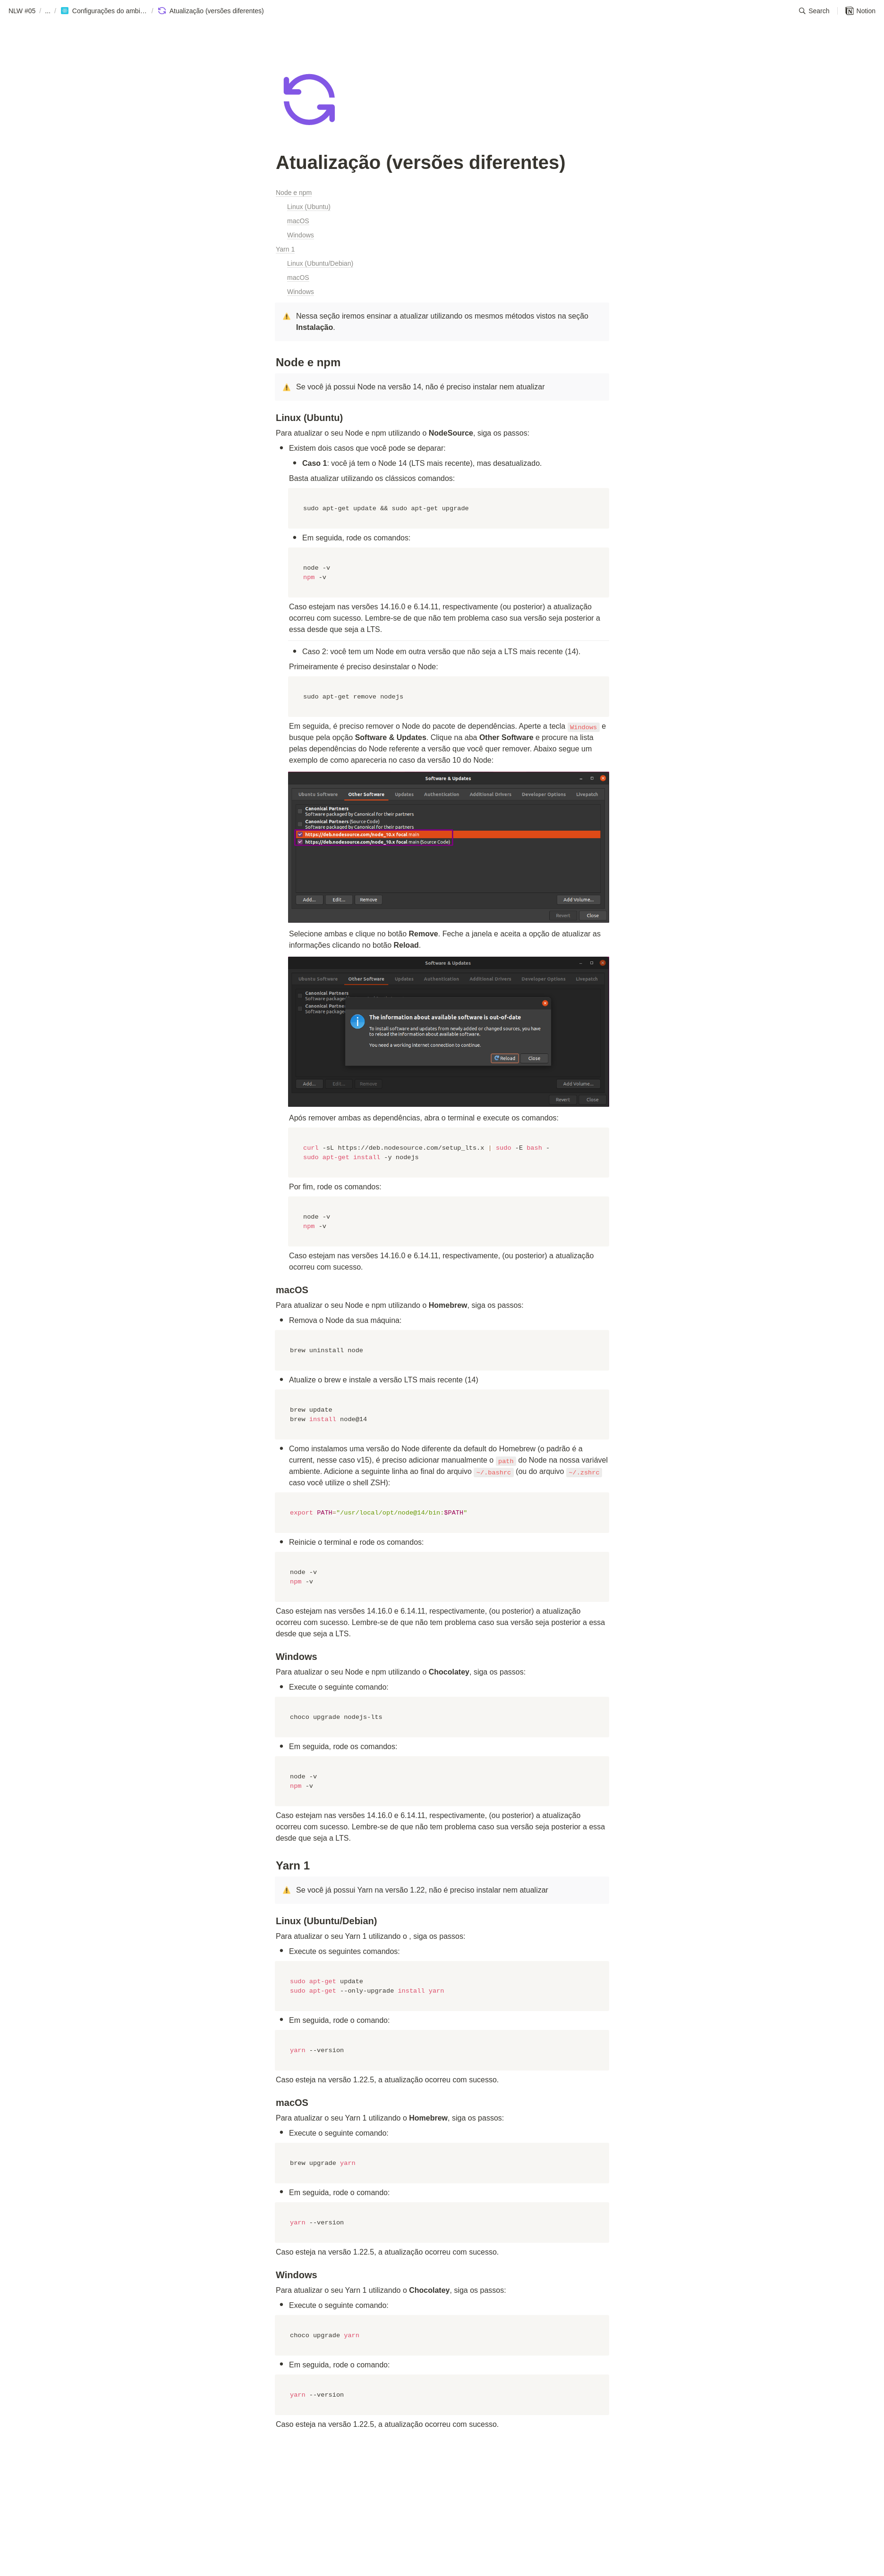 NLW #05 / ... / Configurações do ambi... / Atualização (versões diferentes)
Search
Notion
Atualização (versões diferentes)
Node e npm
Linux (Ubuntu)
macOS
Windows
Yarn 1
Linux (Ubuntu/Debian)
macOS
Windows
Nessa seção iremos ensinar a atualizar utilizando os mesmos métodos vistos na seção
Instalação.
Node e npm
Se você já possui Node na versão 14, não é preciso instalar nem atualizar
Linux (Ubuntu)
Para atualizar o seu Node e npm utilizando o NodeSource, siga os passos:
Existem dois casos que você pode se deparar:
Caso 1: você já tem o Node 14 (LTS mais recente), mas desatualizado.
Basta atualizar utilizando os clássicos comandos:
sudo apt-get update && sudo apt-get upgrade
Em seguida, rode os comandos:
node -v
npm -v
Caso estejam nas versões 14.16.0 e 6.14.11, respectivamente (ou posterior) a atualização
ocorreu com sucesso. Lembre-se de que não tem problema caso sua versão seja posterior a
essa desde que seja a LTS.
Caso 2: você tem um Node em outra versão que não seja a LTS mais recente (14).
Primeiramente é preciso desinstalar o Node:
sudo apt-get remove nodejs
Em seguida, é preciso remover o Node do pacote de dependências. Aperte a tecla Windows e
busque pela opção Software & Updates. Clique na aba Other Software e procure na lista
pelas dependências do Node referente a versão que você quer remover. Abaixo segue um
exemplo de como apareceria no caso da versão 10 do Node:
Software & Updates
Ubuntu Software Other Software Updates Authentication Additional Drivers Developer Options Livepatch
Canonical Partners
Software packaged by Canonical for their partners
Canonical Partners (Source Code)
Software packaged by Canonical for their partners
https://deb.nodesource.com/node_10.x focal main
https://deb.nodesource.com/node_10.x focal main (Source Code)
Add... Edit... Remove Add Volume...
Revert Close
Selecione ambas e clique no botão Remove. Feche a janela e aceita a opção de atualizar as
informações clicando no botão Reload.
Software & Updates
Ubuntu Software Other Software Updates Authentication Additional Drivers Developer Options Livepatch
Canonical Partners
Software package
Canonical Partner
Software package
The information about available software is out-of-date
To install software and updates from newly added or changed sources, you have
to reload the information about available software.
You need a working internet connection to continue.
Reload Close
Add... Edit... Remove Add Volume...
Revert Close
Após remover ambas as dependências, abra o terminal e execute os comandos:
curl -sL https://deb.nodesource.com/setup_lts.x | sudo -E bash -
sudo apt-get install -y nodejs
Por fim, rode os comandos:
node -v
npm -v
Caso estejam nas versões 14.16.0 e 6.14.11, respectivamente, (ou posterior) a atualização
ocorreu com sucesso.
macOS
Para atualizar o seu Node e npm utilizando o Homebrew, siga os passos:
Remova o Node da sua máquina:
brew uninstall node
Atualize o brew e instale a versão LTS mais recente (14)
brew update
brew install node@14
Como instalamos uma versão do Node diferente da default do Homebrew (o padrão é a
current, nesse caso v15), é preciso adicionar manualmente o path do Node na nossa variável
ambiente. Adicione a seguinte linha ao final do arquivo ~/.bashrc (ou do arquivo ~/.zshrc
caso você utilize o shell ZSH):
export PATH="/usr/local/opt/node@14/bin:$PATH"
Reinicie o terminal e rode os comandos:
node -v
npm -v
Caso estejam nas versões 14.16.0 e 6.14.11, respectivamente, (ou posterior) a atualização
ocorreu com sucesso. Lembre-se de que não tem problema caso sua versão seja posterior a essa
desde que seja a LTS.
Windows
Para atualizar o seu Node e npm utilizando o Chocolatey, siga os passos:
Execute o seguinte comando:
choco upgrade nodejs-lts
Em seguida, rode os comandos:
node -v
npm -v
Caso estejam nas versões 14.16.0 e 6.14.11, respectivamente, (ou posterior) a atualização
ocorreu com sucesso. Lembre-se de que não tem problema caso sua versão seja posterior a essa
desde que seja a LTS.
Yarn 1
Se você já possui Yarn na versão 1.22, não é preciso instalar nem atualizar
Linux (Ubuntu/Debian)
Para atualizar o seu Yarn 1 utilizando o , siga os passos:
Execute os seguintes comandos:
sudo apt-get update
sudo apt-get --only-upgrade install yarn
Em seguida, rode o comando:
yarn --version
Caso esteja na versão 1.22.5, a atualização ocorreu com sucesso.
macOS
Para atualizar o seu Yarn 1 utilizando o Homebrew, siga os passos:
Execute o seguinte comando:
brew upgrade yarn
Em seguida, rode o comando:
yarn --version
Caso esteja na versão 1.22.5, a atualização ocorreu com sucesso.
Windows
Para atualizar o seu Yarn 1 utilizando o Chocolatey, siga os passos:
Execute o seguinte comando:
choco upgrade yarn
Em seguida, rode o comando:
yarn --version
Caso esteja na versão 1.22.5, a atualização ocorreu com sucesso.